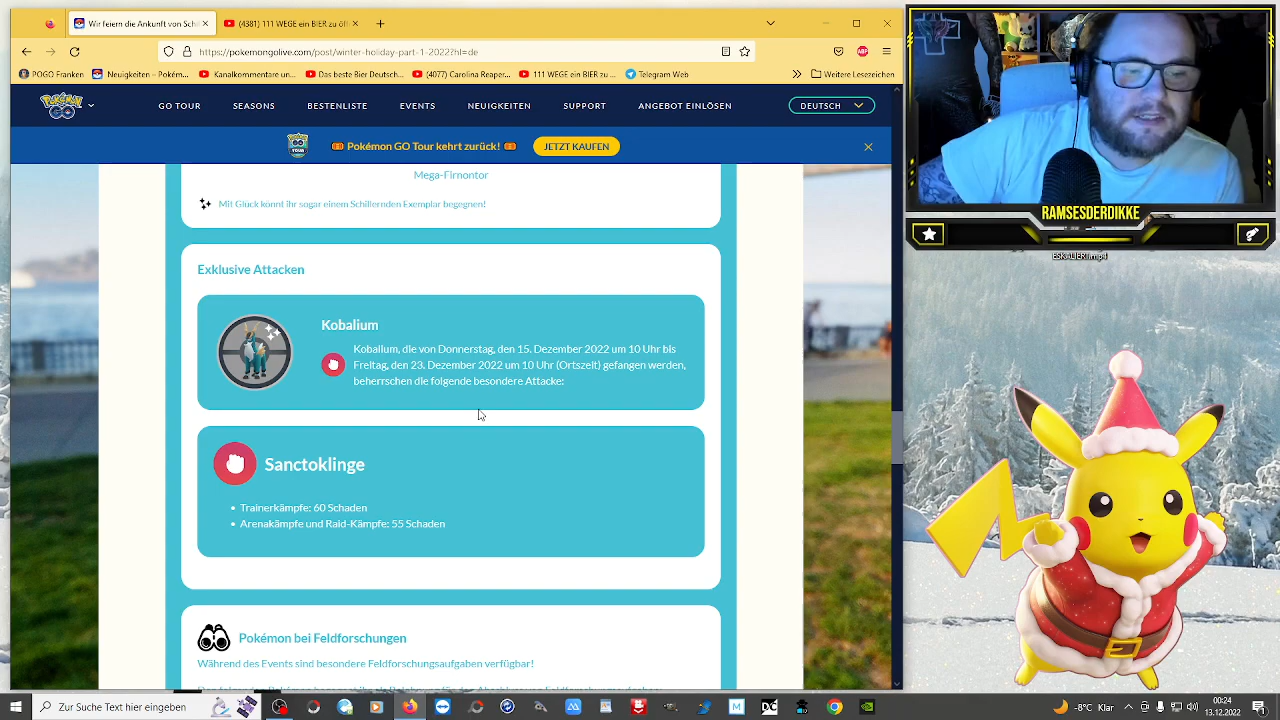 Wir feiern die Ankunft von Sch
(4381) 111 WEGE ein BIER zu
https://pokemongolive.com/post/winter-holiday-part-1-2022?hl=de
ABP
POGO Franken
Neuigkeiten – Pokém...
Kanalkommentare un...
Das beste Bier Deutsch...
(4077) Carolina Reaper...
111 WEGE ein BIER zu ...
Telegram Web
Weitere Lesezeichen
Pokémon GO
GO TOUR
SEASONS
BESTENLISTE
EVENTS
NEUIGKEITEN
SUPPORT
ANGEBOT EINLÖSEN
DEUTSCH
Pokémon GO Tour kehrt zurück!
JETZT KAUFEN
Mega-Firnontor
Mit Glück könnt ihr sogar einem Schillernden Exemplar begegnen!
Exklusive Attacken
Kobalium
Kobalium, die von Donnerstag, den 15. Dezember 2022 um 10 Uhr bis
Freitag, den 23. Dezember 2022 um 10 Uhr (Ortszeit) gefangen werden,
beherrschen die folgende besondere Attacke:
Sanctoklinge
Trainerkämpfe: 60 Schaden
Arenakämpfe und Raid-Kämpfe: 55 Schaden
Pokémon bei Feldforschungen
Während des Events sind besondere Feldforschungsaufgaben verfügbar!
RAMSESDERDIKKE
Zur Suche Text hier eingeben
00:24
13.12.2022